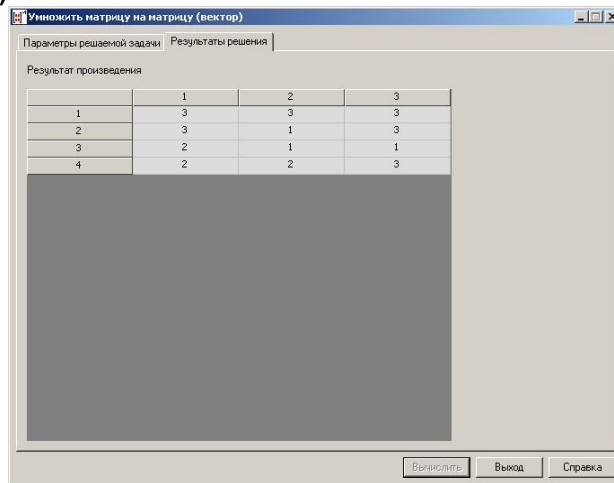 )
Умножить матрицу на матрицу (вектор)
Параметры решаемой задачи Результаты решения
Результат произведения
1 2 3
1 3 3 3
2 3 1 3
3 2 1 1
4 2 2 3
Вычислить Выход Справка